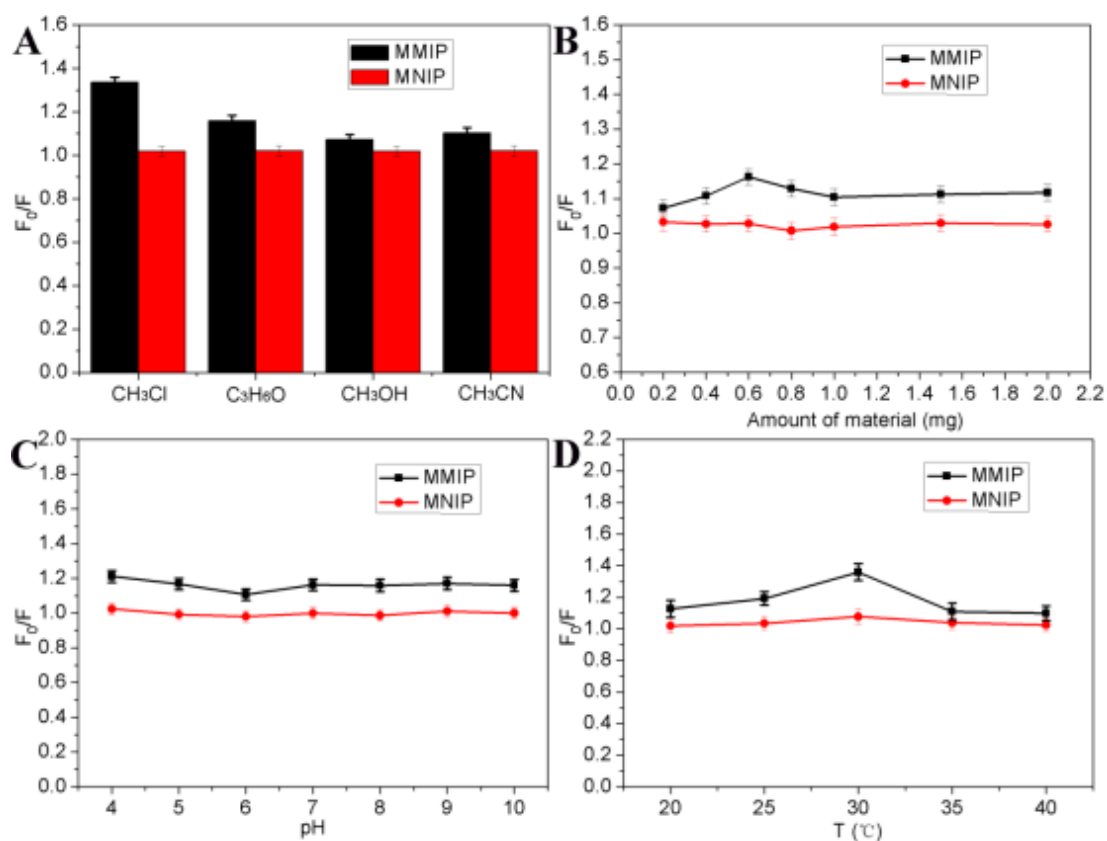 A
F₀/F
1.6
1.4
1.2
1.0
0.8
0.6
0.4
0.2
0.0
MMIP
MNIP
CH₃Cl
C₃H₆O
CH₃OH
CH₃CN
B
F₀/F
1.6
1.5
1.4
1.3
1.2
1.1
1.0
0.9
0.8
0.7
0.6
MMIP
MNIP
0.0 0.2 0.4 0.6 0.8 1.0 1.2 1.4 1.6 1.8 2.0 2.2
Amount of material (mg)
C
F₀/F
2.0
1.8
1.6
1.4
1.2
1.0
0.8
0.6
0.4
0.2
0.0
MMIP
MNIP
4 5 6 7 8 9 10
pH
D
F₀/F
2.2
2.0
1.8
1.6
1.4
1.2
1.0
0.8
0.6
0.4
0.2
0.0
MMIP
MNIP
20 25 30 35 40
T (℃)